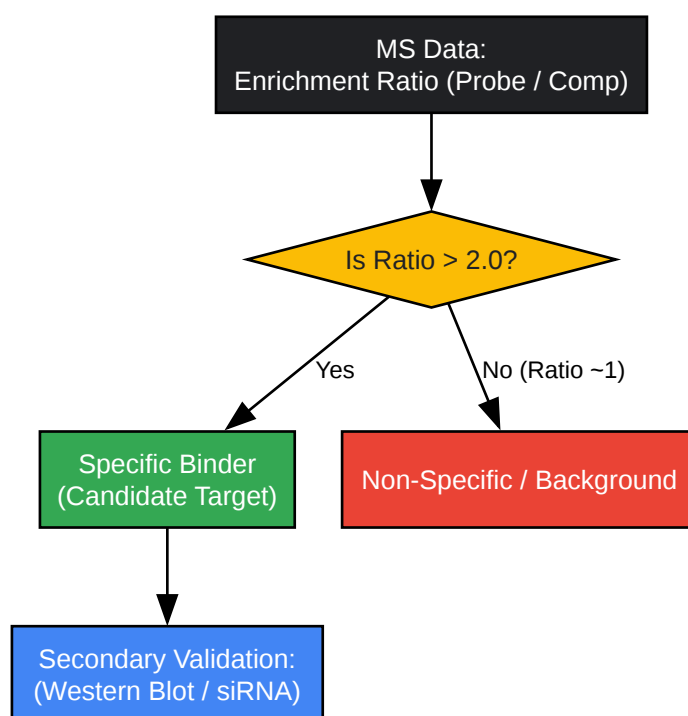 MS Data:
Enrichment Ratio (Probe / Comp)
Is Ratio > 2.0?
Yes
No (Ratio ~1)
Specific Binder
(Candidate Target)
Non-Specific / Background
Secondary Validation:
(Western Blot / siRNA)